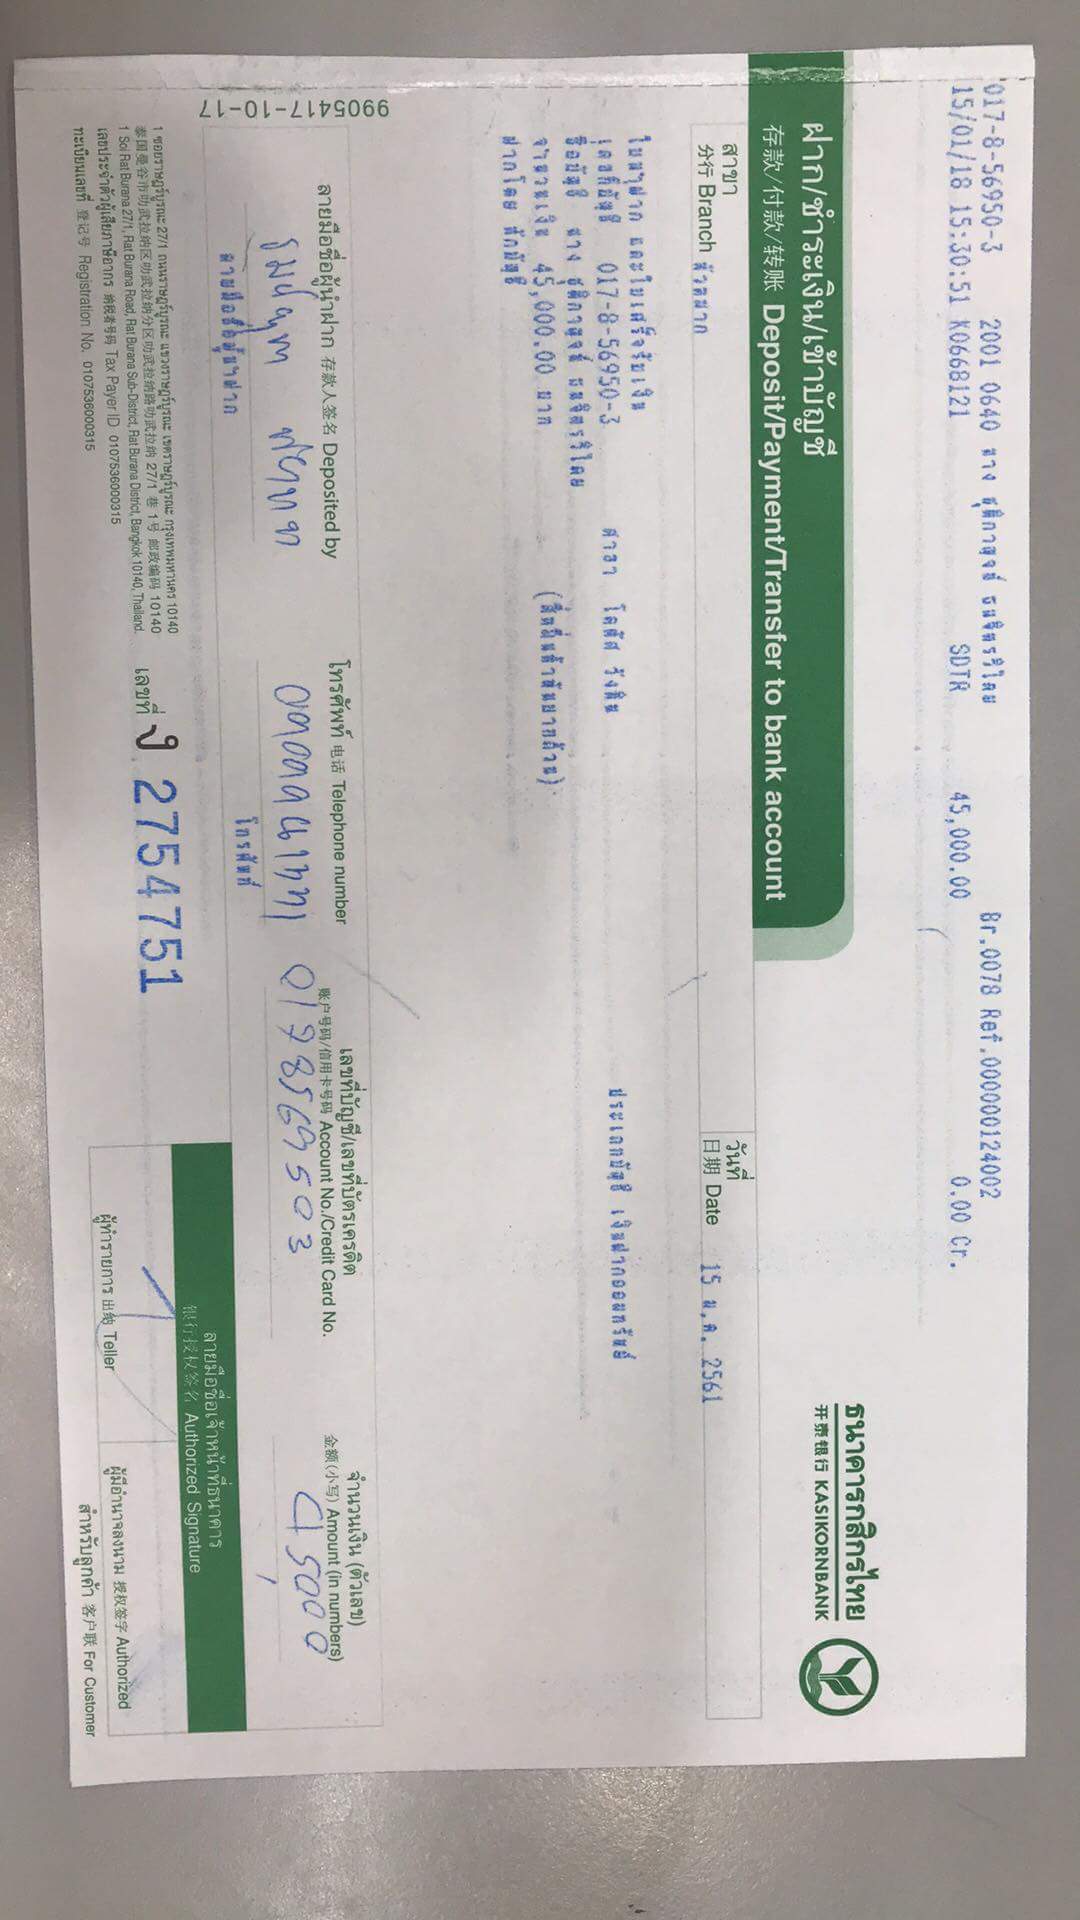 017-8-56950-3 2001 0640 นาง ชุติกาญจน์ ธนจิตรวิไลย Br.0078 Ref.000000124002
15/01/18 15:30:51 K0668121 SDTR 45,000.00 0.00 Cr.
ธนาคารกสิกรไทย
开泰银行 KASIKORNBANK
ฝาก/ชำระเงิน/เข้าบัญชี
存款/付款/转账 Deposit/Payment/Transfer to bank account
สาขา
分行 Branch
วันที่
日期 Date 15 ม.ค. 2561
ใบนำฝาก และใบเสร็จรับเงิน
เลขที่บัญชี 017-8-56950-3 สาขา โลตัส วังหิน ประเภทบัญชี เงินฝากออมทรัพย์
ชื่อบัญชี นาง ชุติกาญจน์ ธนจิตรวิไลย
จำนวนเงิน 45,000.00 บาท (สี่หมื่นห้าพันบาทถ้วน)
ฝากโดย หักบัญชี
9905417-10-17
ลายมือชื่อผู้นำฝาก 存款人签名 Deposited by
โทรศัพท์ 电话 Telephone number
เลขที่บัญชี/เลขที่บัตรเครดิต
账户号码/信用卡号码 Account No./Credit Card No.
จำนวนเงิน (ตัวเลข)
金额(小写) Amount (in numbers)
0178569503
45000
ลายมือชื่อผู้นำฝาก
โทรศัพท์
ลายมือชื่อเจ้าหน้าที่ธนาคาร
银行授权签名 Authorized Signature
1 ซอยราษฎร์บูรณะ 27/1 ถนนราษฎร์บูรณะ แขวงราษฎร์บูรณะ เขตราษฎร์บูรณะ กรุงเทพมหานคร 10140
泰国曼谷市叻武拉纳区叻武拉纳分区叻武拉纳路叻武拉纳 27/1 巷 1号 邮政编码 10140
1 Soi Rat Burana 27/1, Rat Burana Road, Rat Burana Sub-District, Rat Burana District, Bangkok 10140, Thailand.
เลขประจำตัวผู้เสียภาษีอากร 纳税者号码 Tax Payer ID 0107536000315
ทะเบียนเลขที่ 登记号 Registration No. 0107536000315
เลขที่ ง 2754751
ผู้ทำรายการ 出纳 Teller
ผู้มีอำนาจลงนาม 授权签字 Authorized
สำหรับลูกค้า 客户联 For Customer